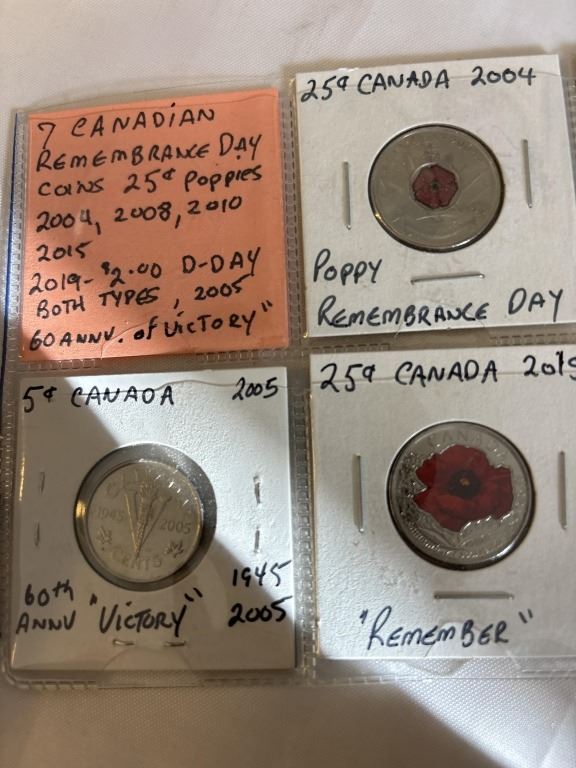 7 CANADIAN
REMEMBRANCE DAY
COINS 25¢ POPPIES
2004, 2008, 2010
2015
2019- $2.00 D-DAY
BOTH TYPES, 2005
60 ANNV. of VICTORY"
25¢ CANADA 2004
POPPY
REMEMBRANCE DAY
5¢ CANADA 2005
1945 2005
CENTS
60th "VICTORY" 1945
ANNV 2005
25¢ CANADA 2015
CANADA
"REMEMBER"